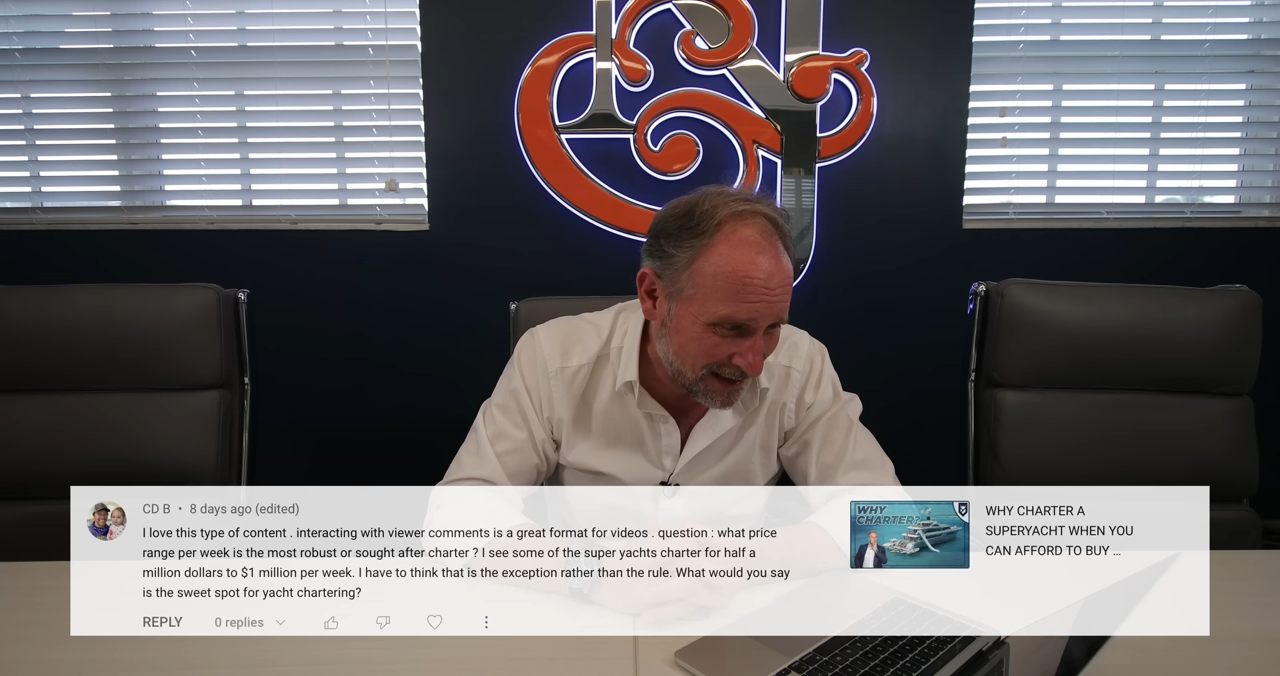 CD B • 8 days ago (edited)
I love this type of content . interacting with viewer comments is a great format for videos . question : what price
range per week is the most robust or sought after charter ? I see some of the super yachts charter for half a
million dollars to $1 million per week. I have to think that is the exception rather than the rule. What would you say
is the sweet spot for yacht chartering?
REPLY 0 replies
WHY
CHARTER?
WHY CHARTER A
SUPERYACHT WHEN YOU
CAN AFFORD TO BUY ...